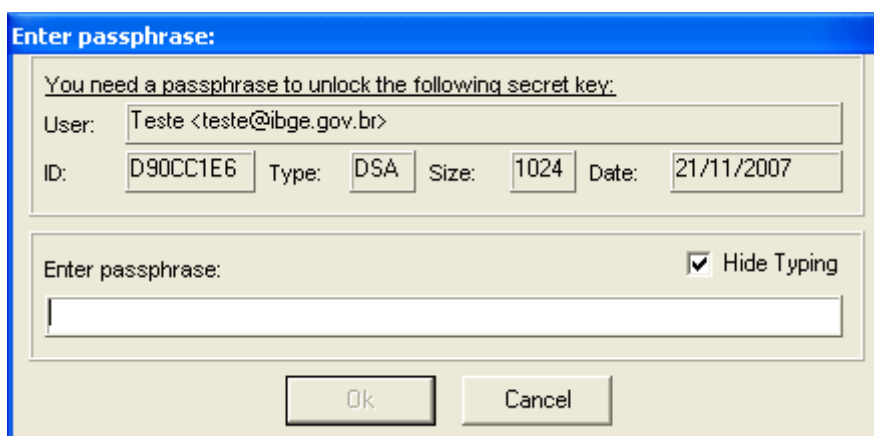 Enter passphrase:
You need a passphrase to unlock the following secret key:
User: Teste <teste@ibge.gov.br>
ID: D90CC1E6 Type: DSA Size: 1024 Date: 21/11/2007
Enter passphrase: Hide Typing
Ok Cancel